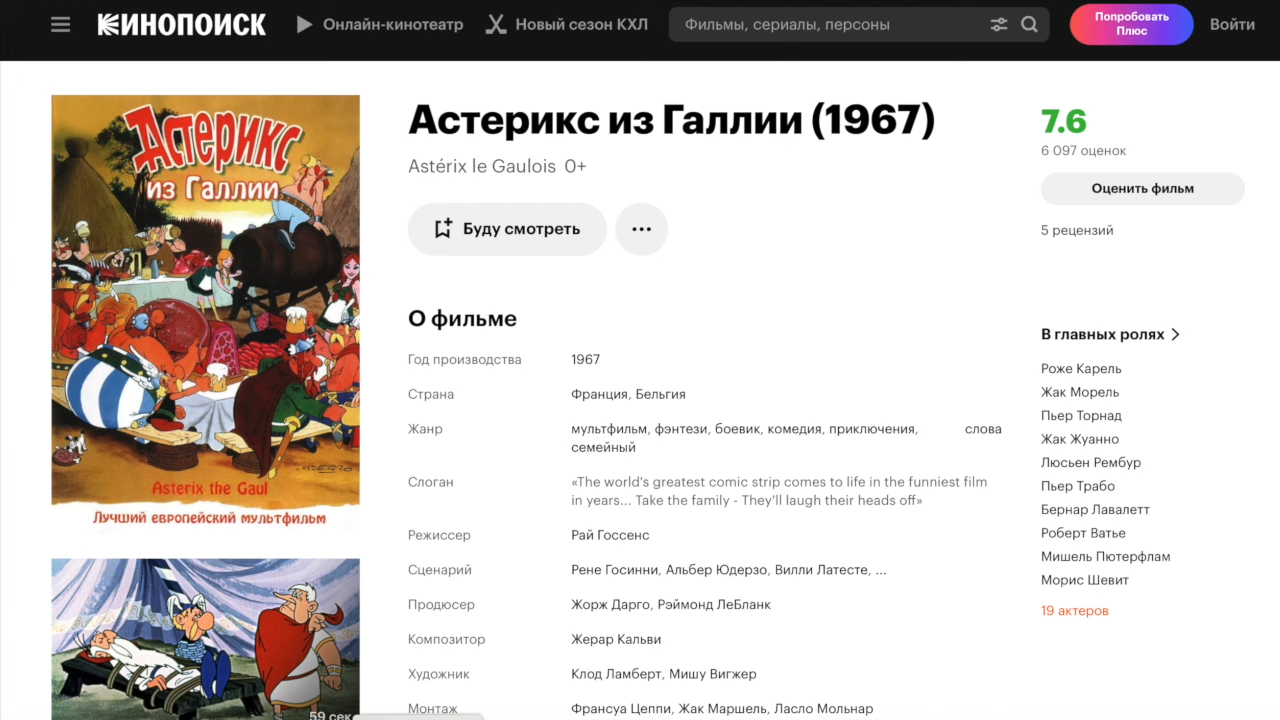 КИНОПОИСК
Онлайн-кинотеатр
Новый сезон КХЛ
Фильмы, сериалы, персоны
Попробовать
Плюс
Войти
Астерикс
из Галлии
Asterix the Gaul
Лучший европейский мультфильм
59 сек
Астерикс из Галлии (1967)
Astérix le Gaulois 0+
Буду смотреть
О фильме
Год производства 1967
Страна Франция, Бельгия
Жанр мультфильм, фэнтези, боевик, комедия, приключения, слова
семейный
Слоган «The world's greatest comic strip comes to life in the funniest film
in years... Take the family - They'll laugh their heads off»
Режиссер Рай Госсенс
Сценарий Рене Госинни, Альбер Юдерзо, Вилли Латесте, ...
Продюсер Жорж Дарго, Рэймонд ЛеБланк
Композитор Жерар Кальви
Художник Клод Ламберт, Мишу Вигжер
Монтаж Франсуа Цеппи, Жак Маршель, Ласло Мольнар
7.6
6 097 оценок
Оценить фильм
5 рецензий
В главных ролях
Роже Карель
Жак Морель
Пьер Торнад
Жак Жуанно
Люсьен Рембур
Пьер Трабо
Бернар Лавалетт
Роберт Ватье
Мишель Пютерфлам
Морис Шевит
19 актеров